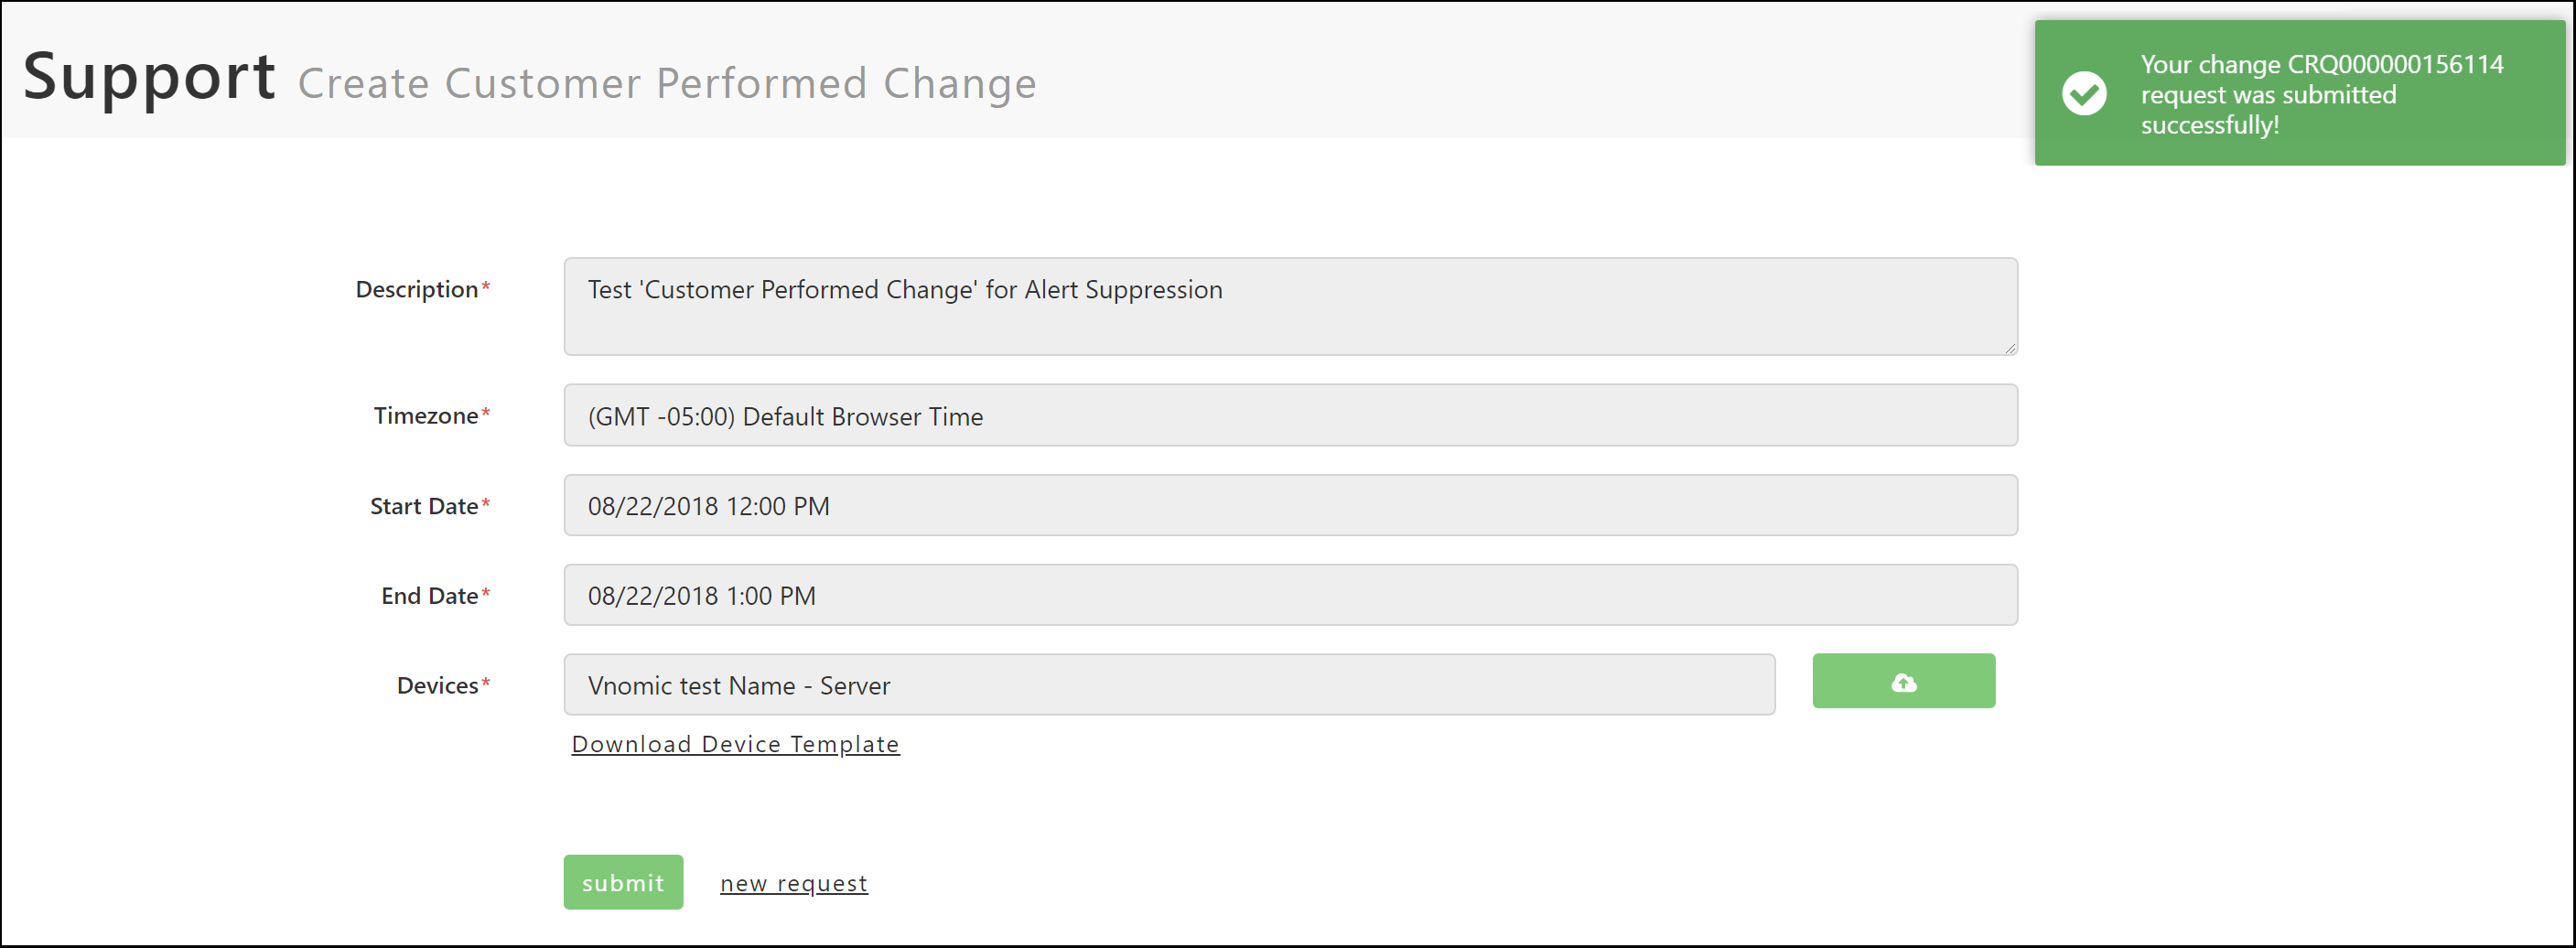 Support Create Customer Performed Change
Your change CRQ000000156114
request was submitted
successfully!
Description*
Test 'Customer Performed Change' for Alert Suppression
Timezone*
(GMT -05:00) Default Browser Time
Start Date*
08/22/2018 12:00 PM
End Date*
08/22/2018 1:00 PM
Devices*
Vnomic test Name - Server
Download Device Template
submit
new request